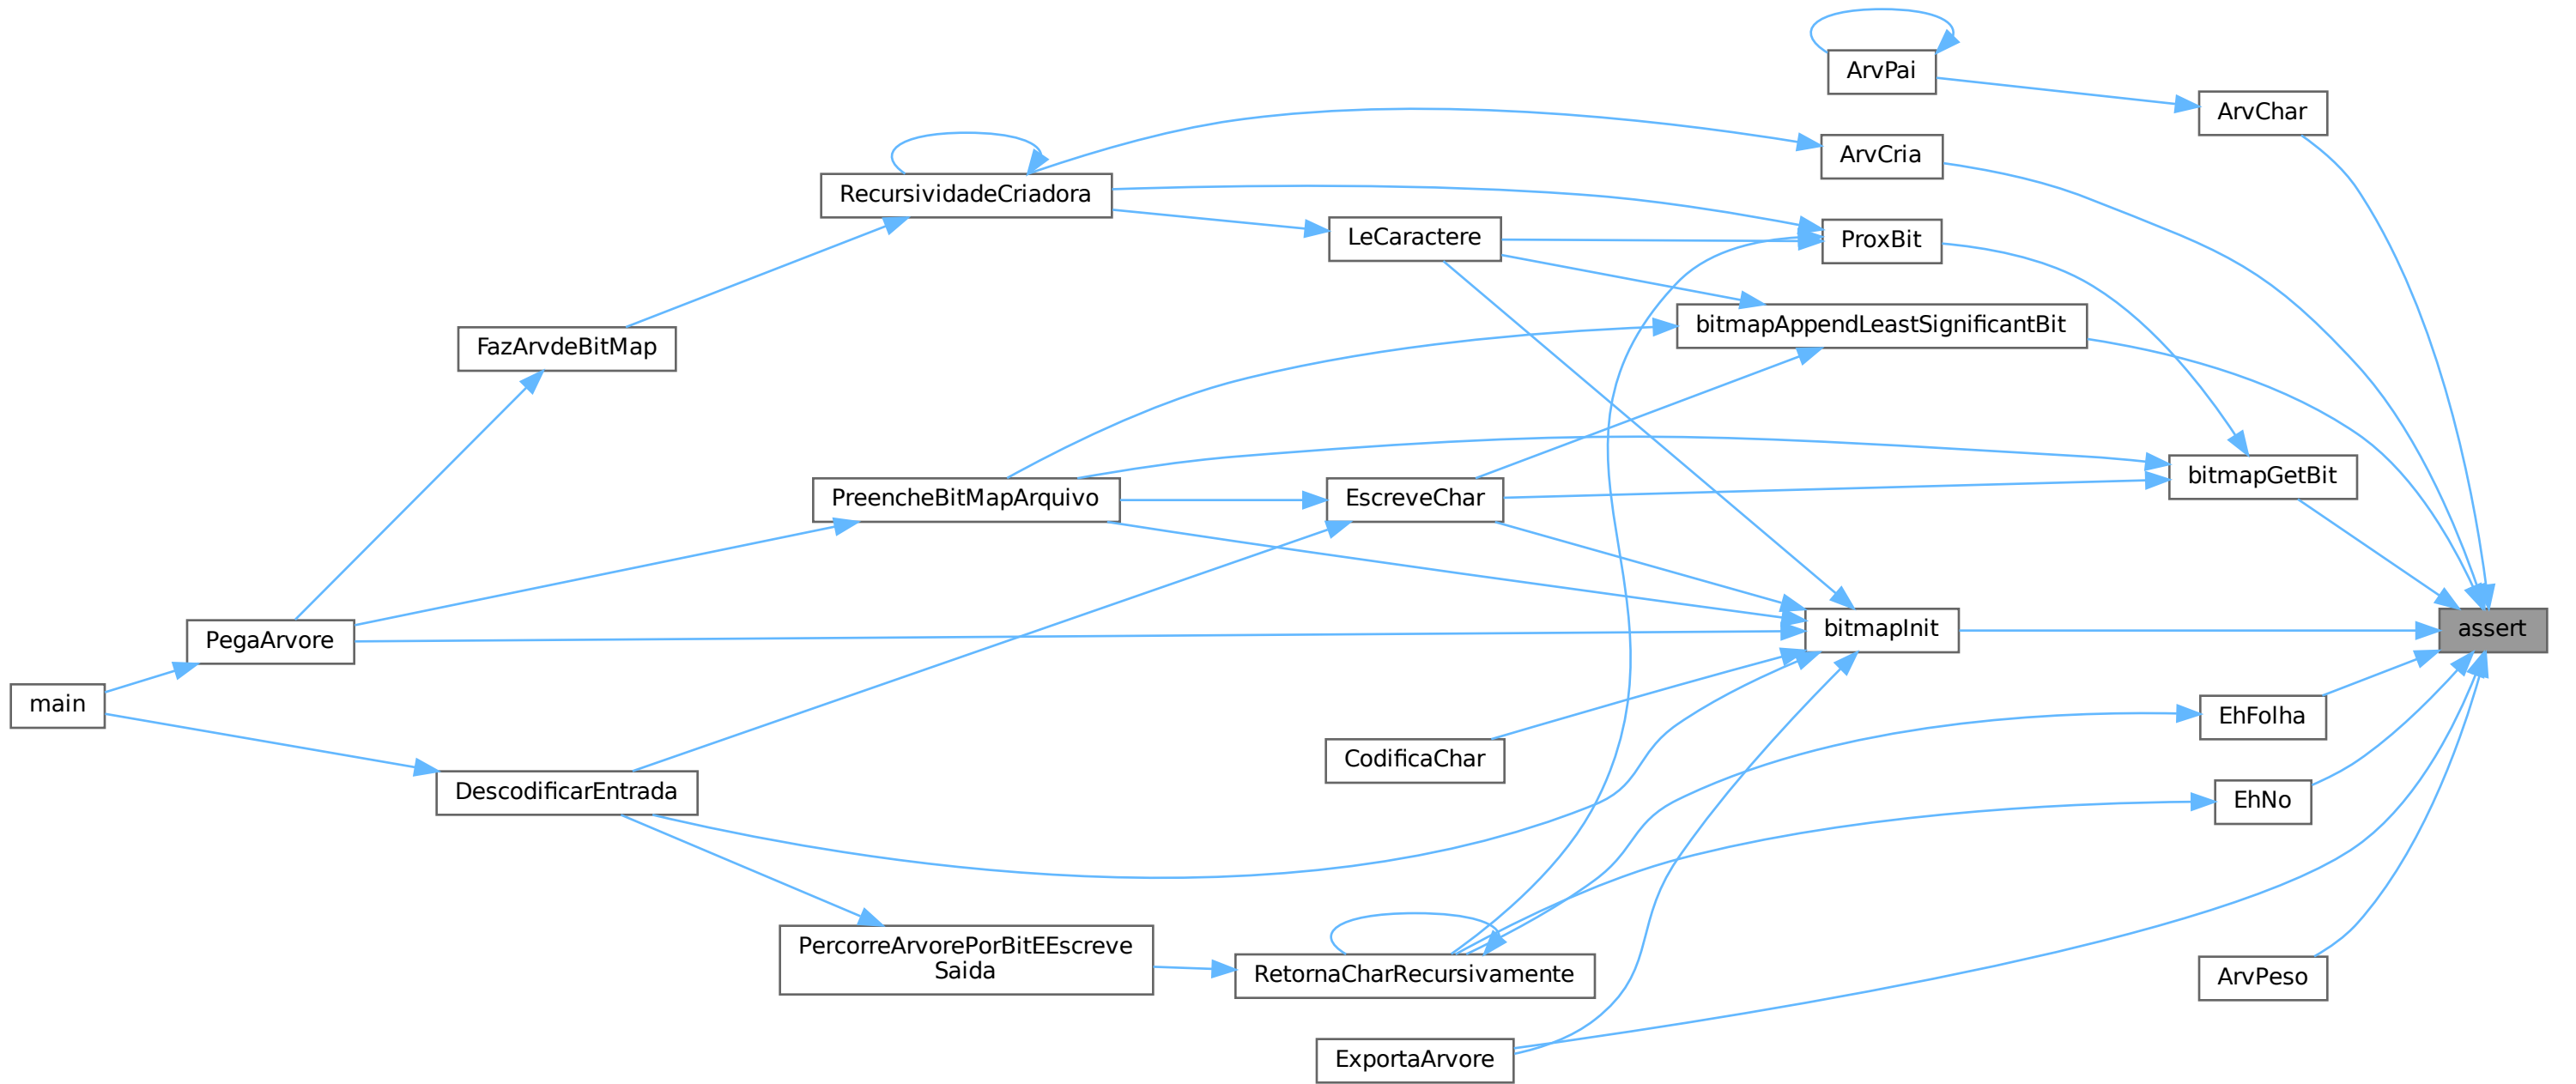 ArvPai
ArvChar
ArvCria
RecursividadeCriadora
LeCaractere
ProxBit
bitmapAppendLeastSignificantBit
FazArvdeBitMap
bitmapGetBit
PreencheBitMapArquivo
EscreveChar
PegaArvore
bitmapInit
assert
main
EhFolha
CodificaChar
DescodificarEntrada
EhNo
PercorreArvorePorBitEEscreve
Saida
RetornaCharRecursivamente
ArvPeso
ExportaArvore